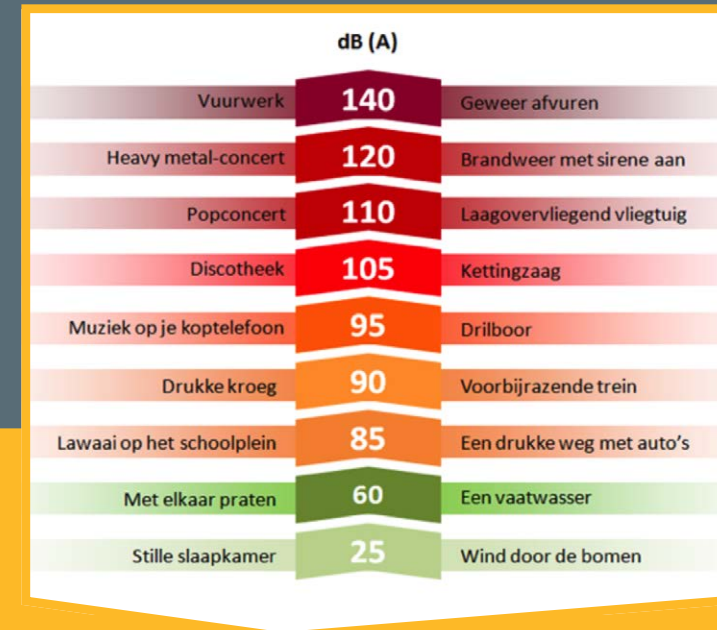 dB (A)
Vuurwerk 140 Geweer afvuren
Heavy metal-concert 120 Brandweer met sirene aan
Popconcert 110 Laagovervliegend vliegtuig
Discotheek 105 Kettingzaag
Muziek op je koptelefoon 95 Drilboor
Drukke kroeg 90 Voorbijrazende trein
Lawaai op het schoolplein 85 Een drukke weg met auto's
Met elkaar praten 60 Een vaatwasser
Stille slaapkamer 25 Wind door de bomen